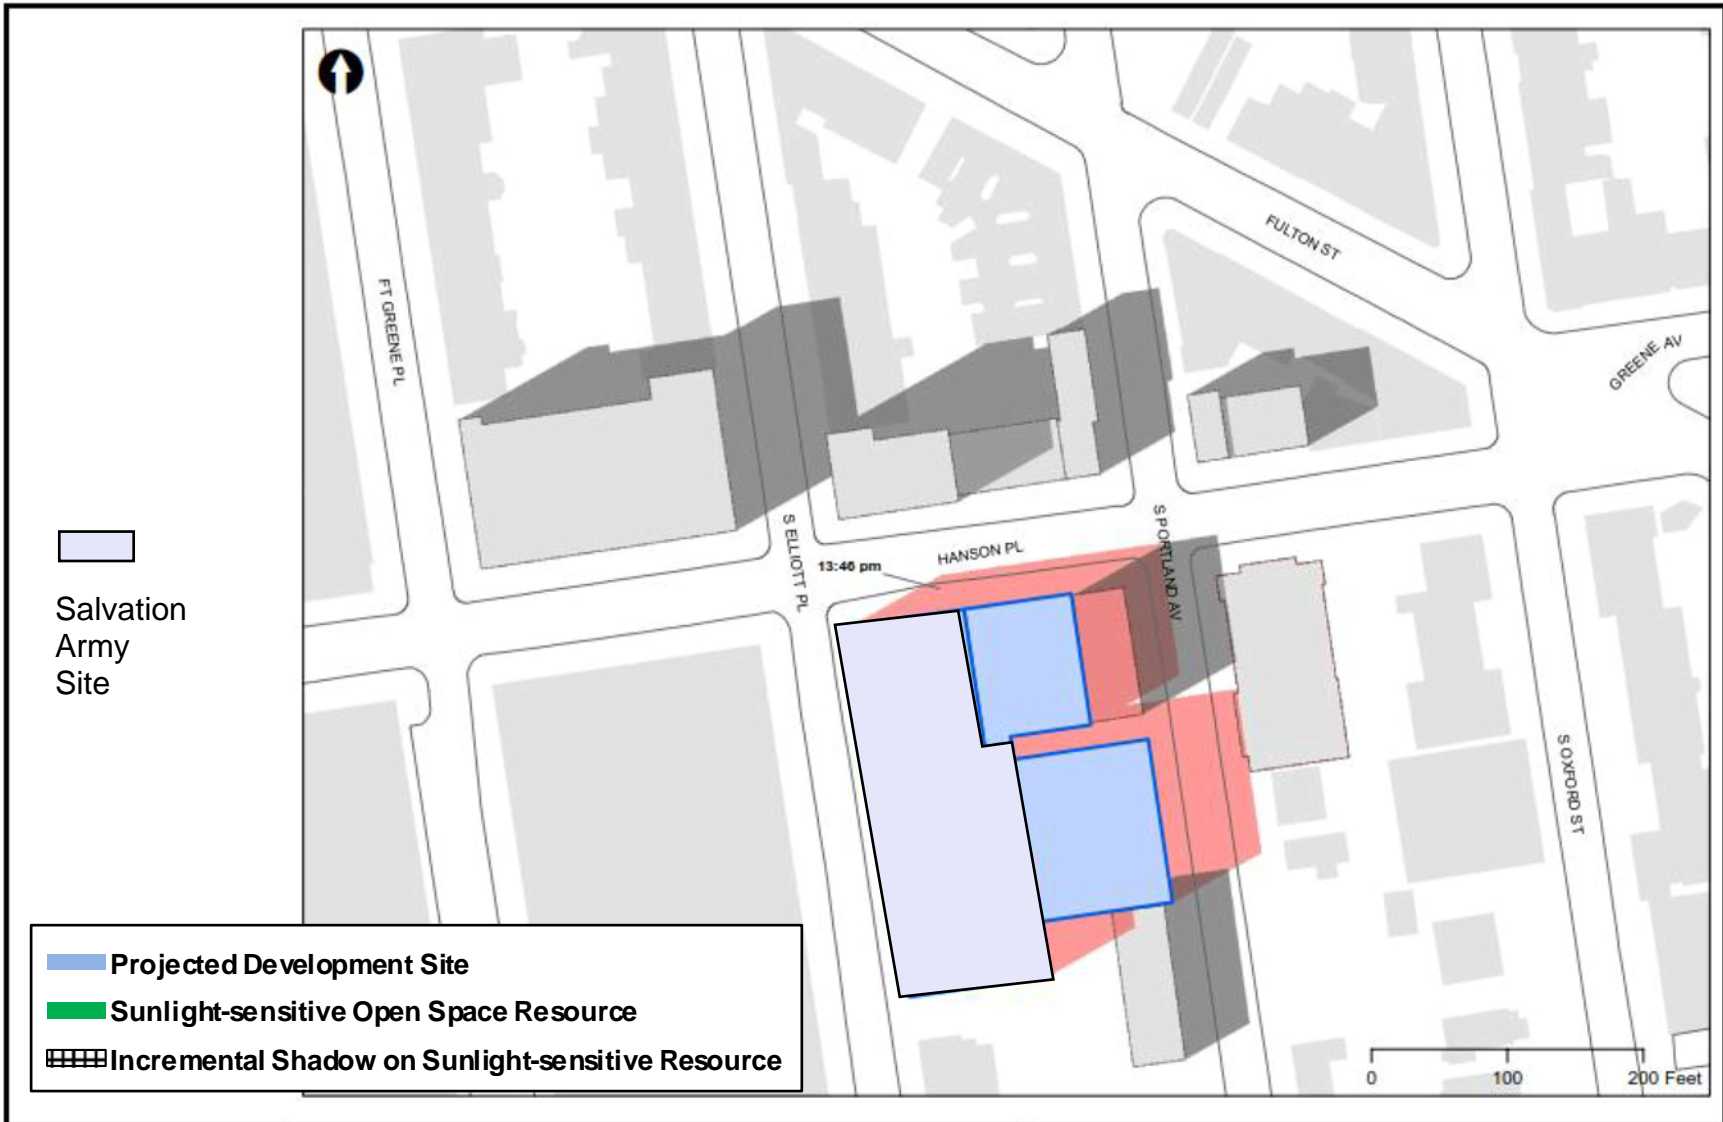 FULTON ST
FT GREENE PL
GREENE AV
S ELLIOTT PL
S PORTLAND AV
HANSON PL
13:46 pm
Salvation
Army
Site
S OXFORD ST
Projected Development Site
Sunlight-sensitive Open Space Resource
Incremental Shadow on Sunlight-sensitive Resource
0 100 200 Feet